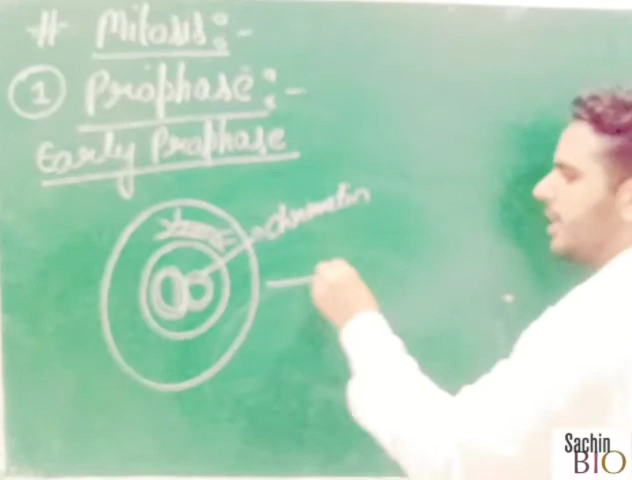 # Mitosis:-
① Prophase:-
Early Prophase
Chromatin
Sachin
BIO